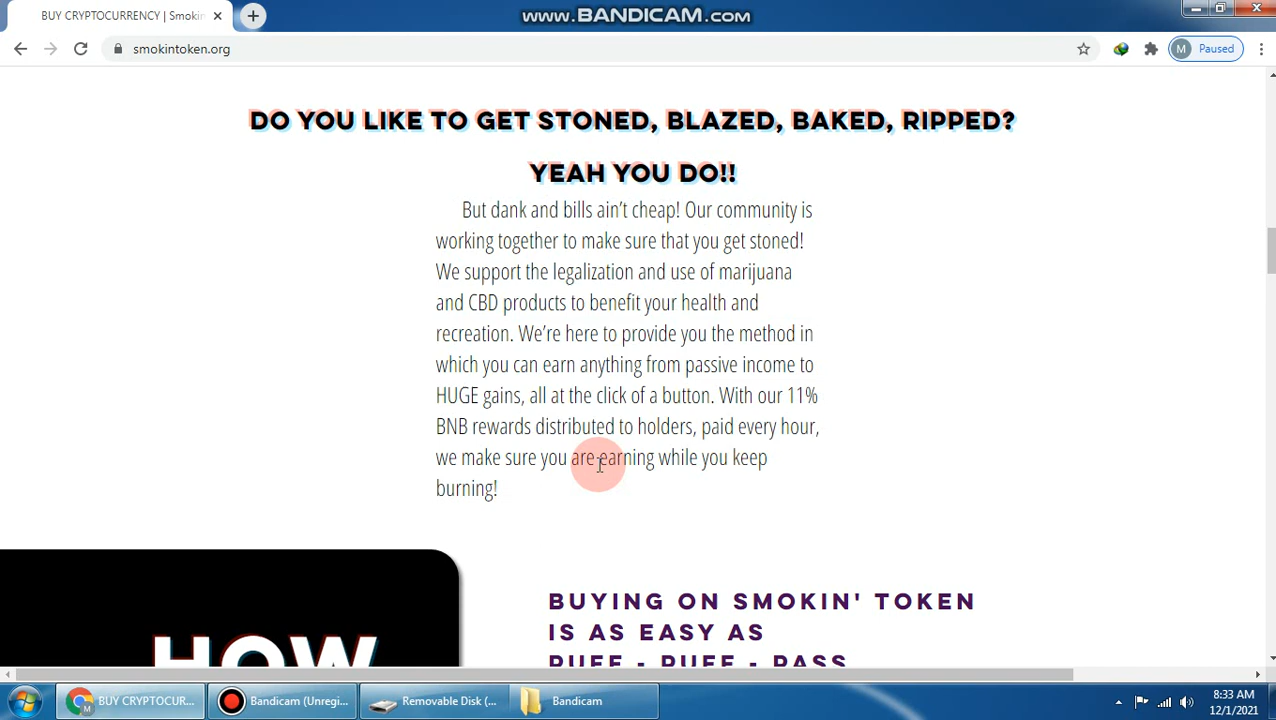 www.BANDICAM.com
BUY CRYPTOCURRENCY | Smokin
smokintoken.org
M Paused
DO YOU LIKE TO GET STONED, BLAZED, BAKED, RIPPED?
YEAH YOU DO!!
But dank and bills ain’t cheap! Our community is
working together to make sure that you get stoned!
We support the legalization and use of marijuana
and CBD products to benefit your health and
recreation. We’re here to provide you the method in
which you can earn anything from passive income to
HUGE gains, all at the click of a button. With our 11%
BNB rewards distributed to holders, paid every hour,
we make sure you are earning while you keep
burning!
BUYING ON SMOKIN' TOKEN
IS AS EASY AS
PUFF - PUFF - PASS
HOW
BUY CRYPTOCUR...
Bandicam (Unregi...
Removable Disk (...
Bandicam
8:33 AM
12/1/2021